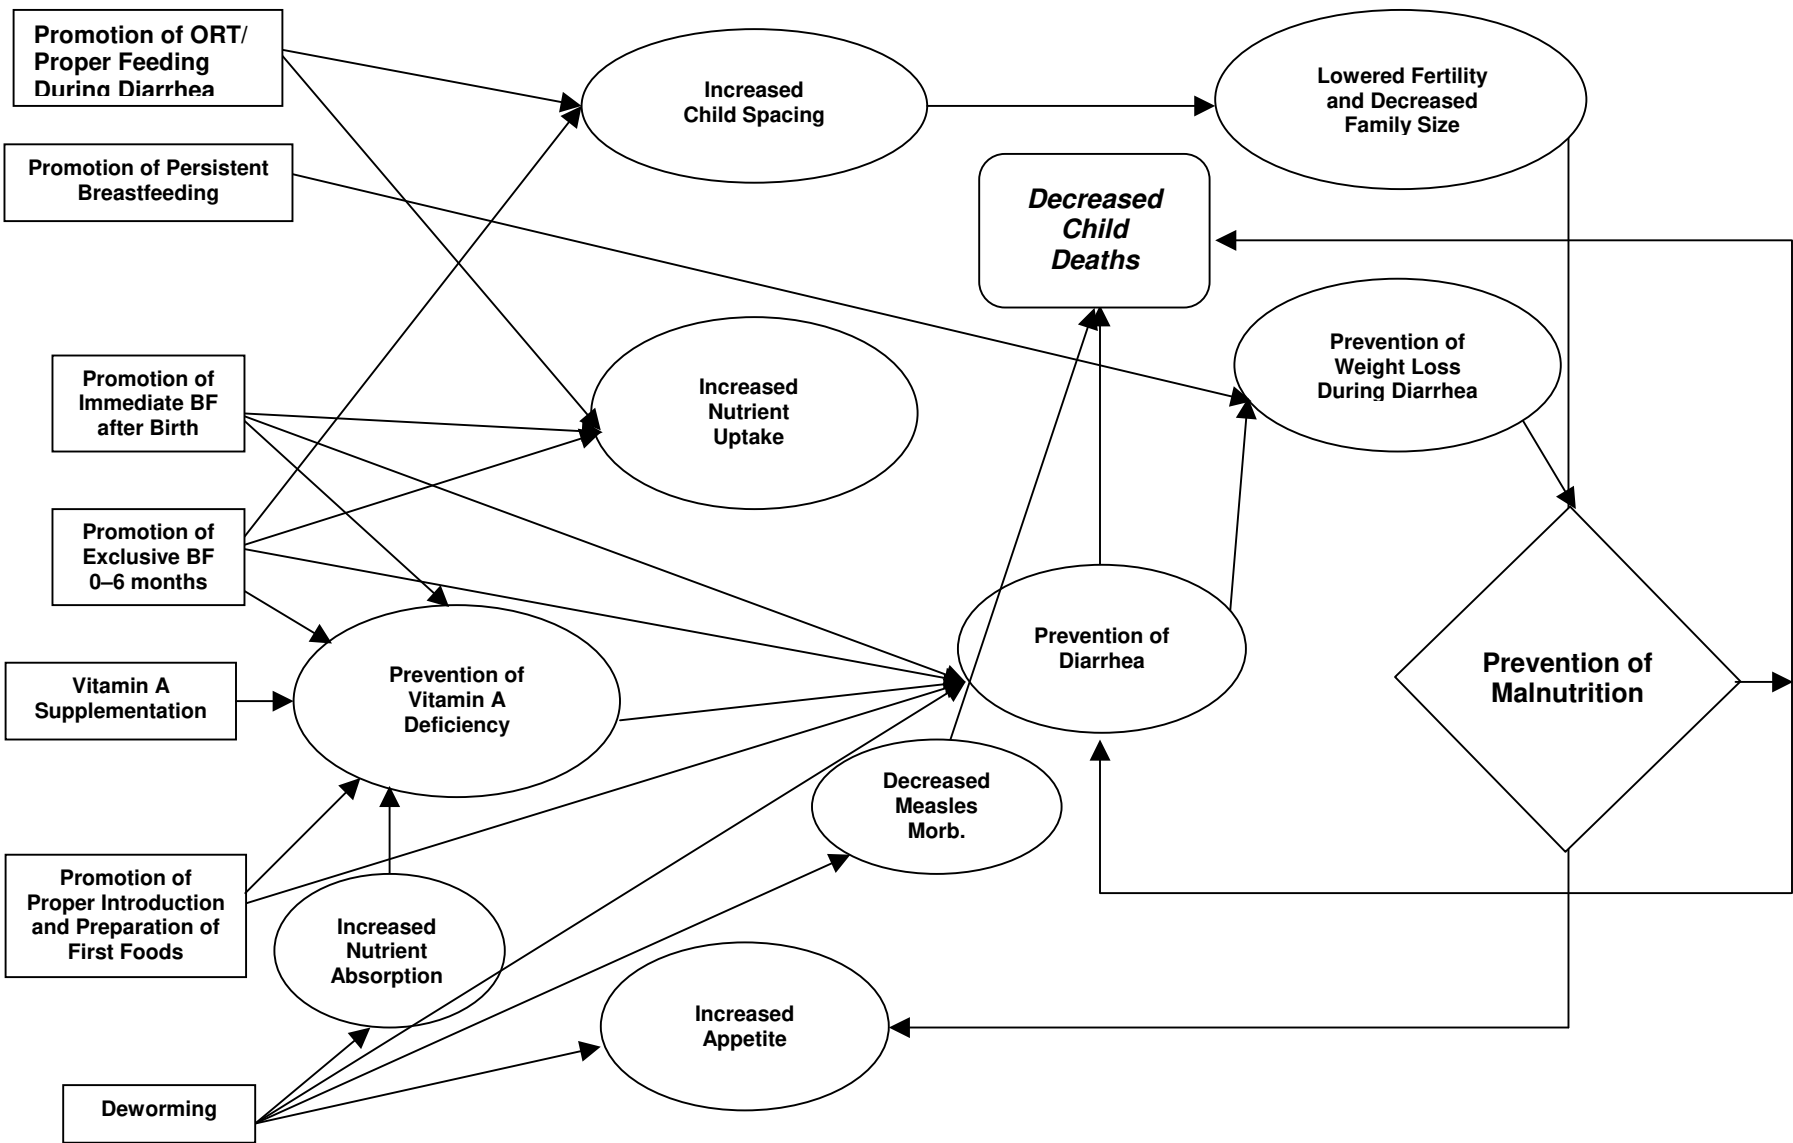 Promotion of ORT/
Proper Feeding
During Diarrhea
Increased
Child Spacing
Lowered Fertility
and Decreased
Family Size
Promotion of Persistent
Breastfeeding
Decreased
Child
Deaths
Promotion of
Immediate BF
after Birth
Increased
Nutrient
Uptake
Prevention of
Weight Loss
During Diarrhea
Promotion of
Exclusive BF
0–6 months
Vitamin A
Supplementation
Prevention of
Vitamin A
Deficiency
Prevention of
Diarrhea
Prevention of
Malnutrition
Decreased
Measles
Morb.
Promotion of
Proper Introduction
and Preparation of
First Foods
Increased
Nutrient
Absorption
Increased
Appetite
Deworming